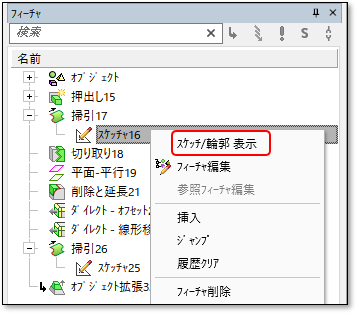 フィーチャ
検索
名前
ｵﾌﾞｼﾞｪｸﾄ
押出し15
掃引17
ｽｹｯﾁｬ16
切り取り18
平面-平行19
削除と延長21
ﾀﾞｲﾚｸﾄ - ｵﾌｾｯﾄ2
ﾀﾞｲﾚｸﾄ - 線形移
掃引26
ｽｹｯﾁｬ25
ｵﾌﾞｼﾞｪｸﾄ拡張3
ｽｹｯﾁ/輪郭 表示
ﾌｨｰﾁｬ編集
参照ﾌｨｰﾁｬ編集
挿入
ｼﾞｬﾝﾌﾟ
履歴ｸﾘｱ
ﾌｨｰﾁｬ削除